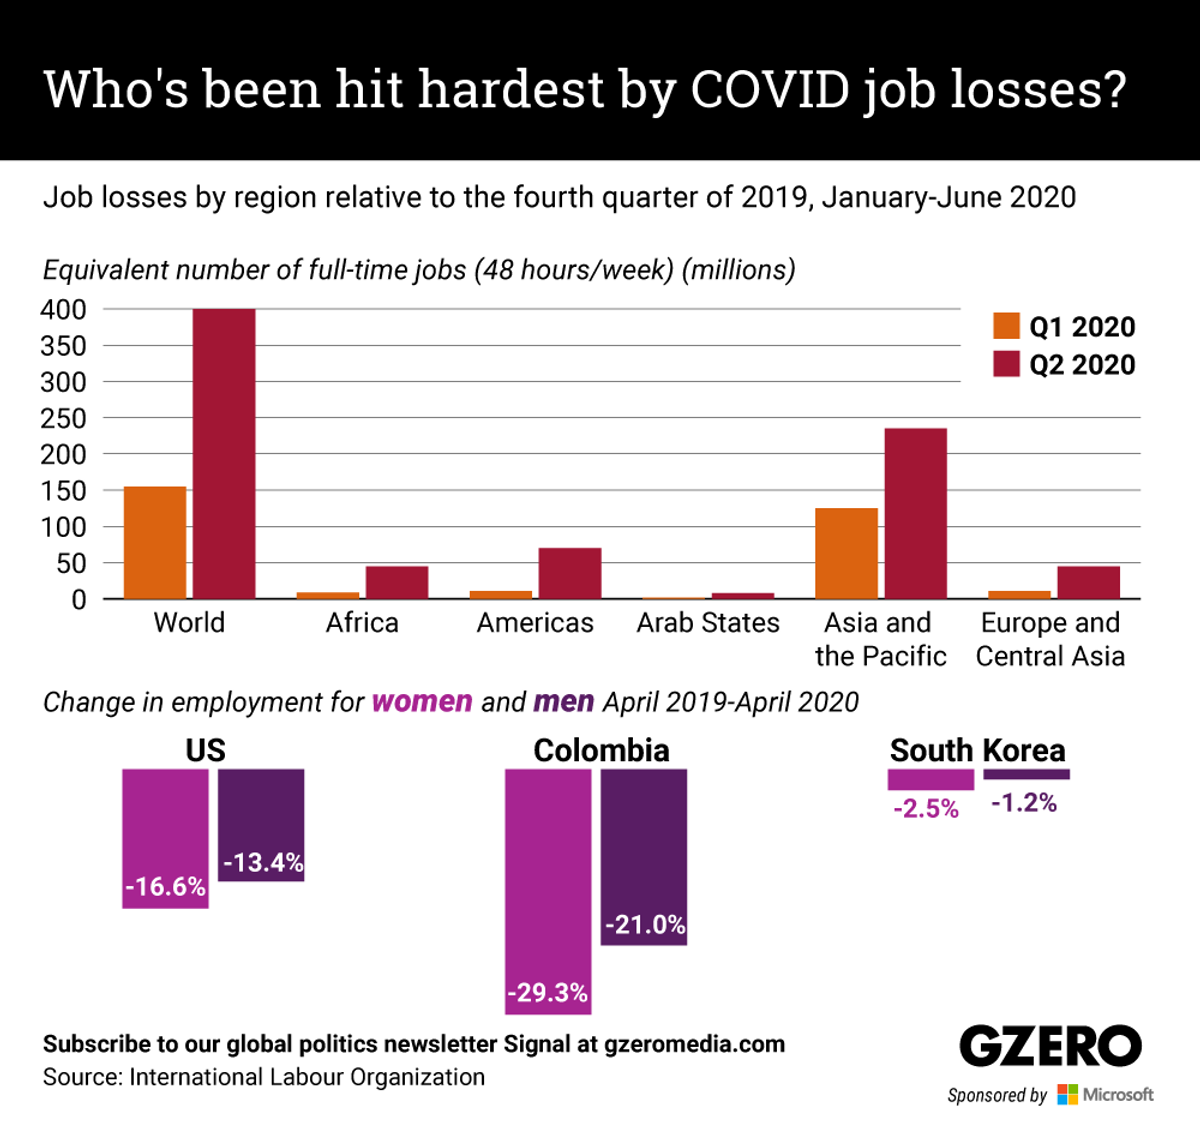 Who's been hit hardest by COVID job losses?
Job losses by region relative to the fourth quarter of 2019, January-June 2020
Equivalent number of full-time jobs (48 hours/week) (millions)
400
350
300
250
200
150
100
50
0
Q1 2020
Q2 2020
World
Africa
Americas
Arab States
Asia and
the Pacific
Europe and
Central Asia
Change in employment for women and men April 2019-April 2020
US
-16.6%
-13.4%
Colombia
-29.3%
-21.0%
South Korea
-2.5%
-1.2%
Subscribe to our global politics newsletter Signal at gzeromedia.com
Source: International Labour Organization
GZERO
Sponsored by Microsoft